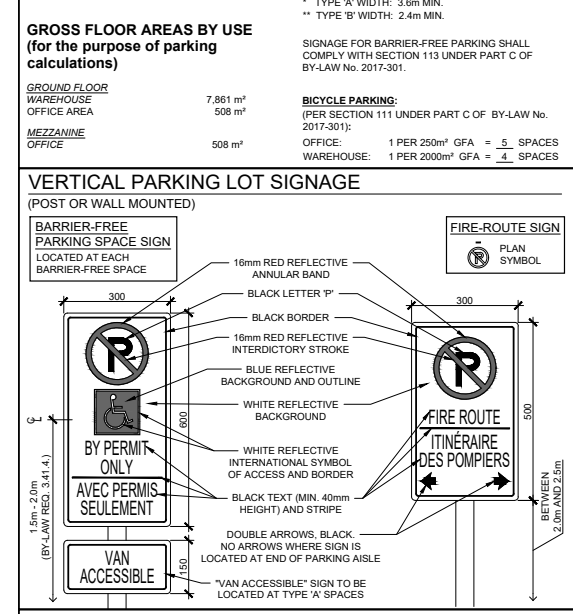 * TYPE 'A' WIDTH: 3.6m MIN.
** TYPE 'B' WIDTH: 2.4m MIN.
GROSS FLOOR AREAS BY USE
(for the purpose of parking
calculations)
SIGNAGE FOR BARRIER-FREE PARKING SHALL
COMPLY WITH SECTION 113 UNDER PART C OF
BY-LAW No. 2017-301.
GROUND FLOOR
WAREHOUSE 7,861 m²
OFFICE AREA 508 m²
MEZZANINE
OFFICE 508 m²
BICYCLE PARKING:
(PER SECTION 111 UNDER PART C OF BY-LAW No.
2017-301):
OFFICE: 1 PER 250m² GFA = 5 SPACES
WAREHOUSE: 1 PER 2000m² GFA = 4 SPACES
VERTICAL PARKING LOT SIGNAGE
(POST OR WALL MOUNTED)
BARRIER-FREE
PARKING SPACE SIGN
LOCATED AT EACH
BARRIER-FREE SPACE
FIRE-ROUTE SIGN
P
PLAN
SYMBOL
16mm RED REFLECTIVE
ANNULAR BAND
BLACK LETTER 'P'
BLACK BORDER
16mm RED REFLECTIVE
INTERDICTORY STROKE
BLUE REFLECTIVE
BACKGROUND AND OUTLINE
WHITE REFLECTIVE
BACKGROUND
WHITE REFLECTIVE
INTERNATIONAL SYMBOL
OF ACCESS AND BORDER
BLACK TEXT (MIN. 40mm
HEIGHT) AND STRIPE
DOUBLE ARROWS, BLACK.
NO ARROWS WHERE SIGN IS
LOCATED AT END OF PARKING AISLE
"VAN ACCESSIBLE" SIGN TO BE
LOCATED AT TYPE 'A' SPACES
300
P
BY PERMIT
ONLY
AVEC PERMIS
SEULEMENT
VAN
ACCESSIBLE
600
150
CL
1.5m - 2.0m
(BY-LAW REQ. 3.41.4.)
300
P
FIRE ROUTE
ITINÉRAIRE
DES POMPIERS
500
BETWEEN
2.0m AND 2.5m